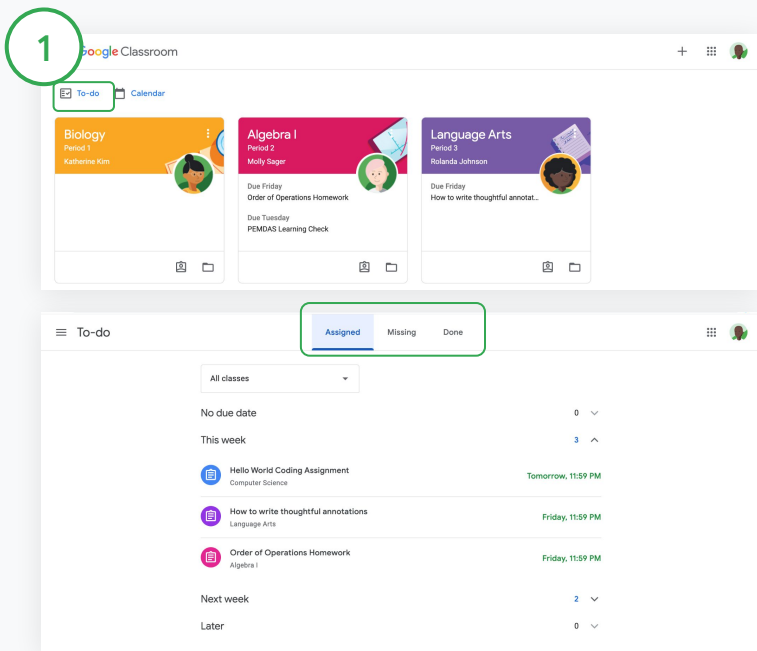 1
Google Classroom
To-do
Calendar
Biology
Period 1
Katherine Kim
Algebra I
Period 2
Molly Sager
Due Friday
Order of Operations Homework
Due Tuesday
PEMDAS Learning Check
Language Arts
Period 3
Rolanda Johnson
Due Friday
How to write thoughtful annotat...
To-do
Assigned
Missing
Done
All classes
No due date 0
This week 3
Hello World Coding Assignment
Computer Science
Tomorrow, 11:59 PM
How to write thoughtful annotations
Language Arts
Friday, 11:59 PM
Order of Operations Homework
Algebra I
Friday, 11:59 PM
Next week 2
Later 0